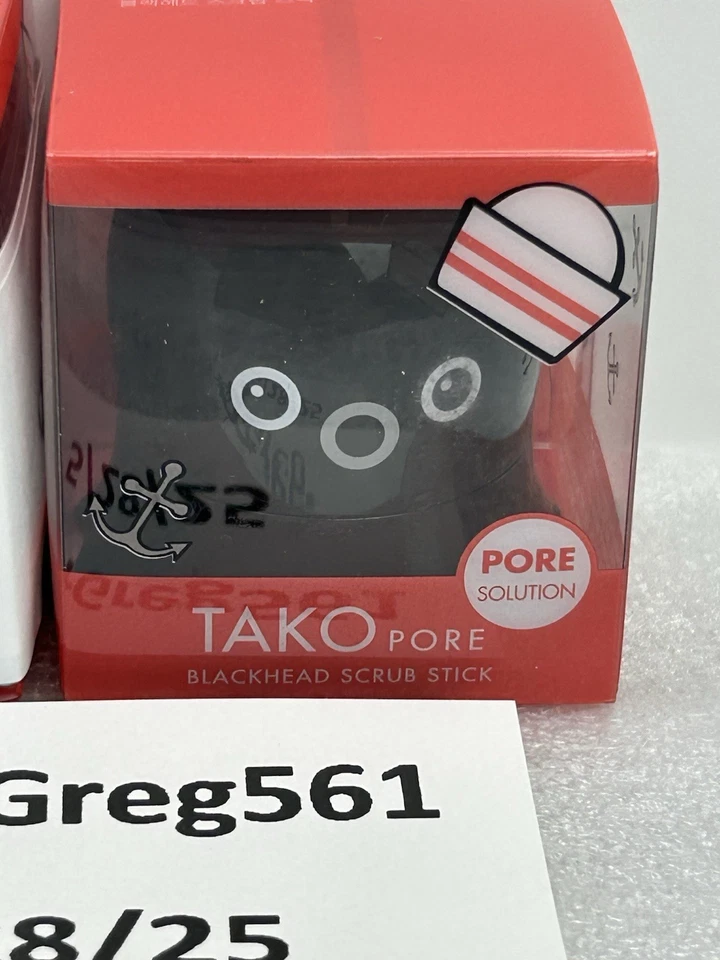 PORE
SOLUTION
TAKO PORE
BLACKHEAD SCRUB STICK
Greg561
8/25